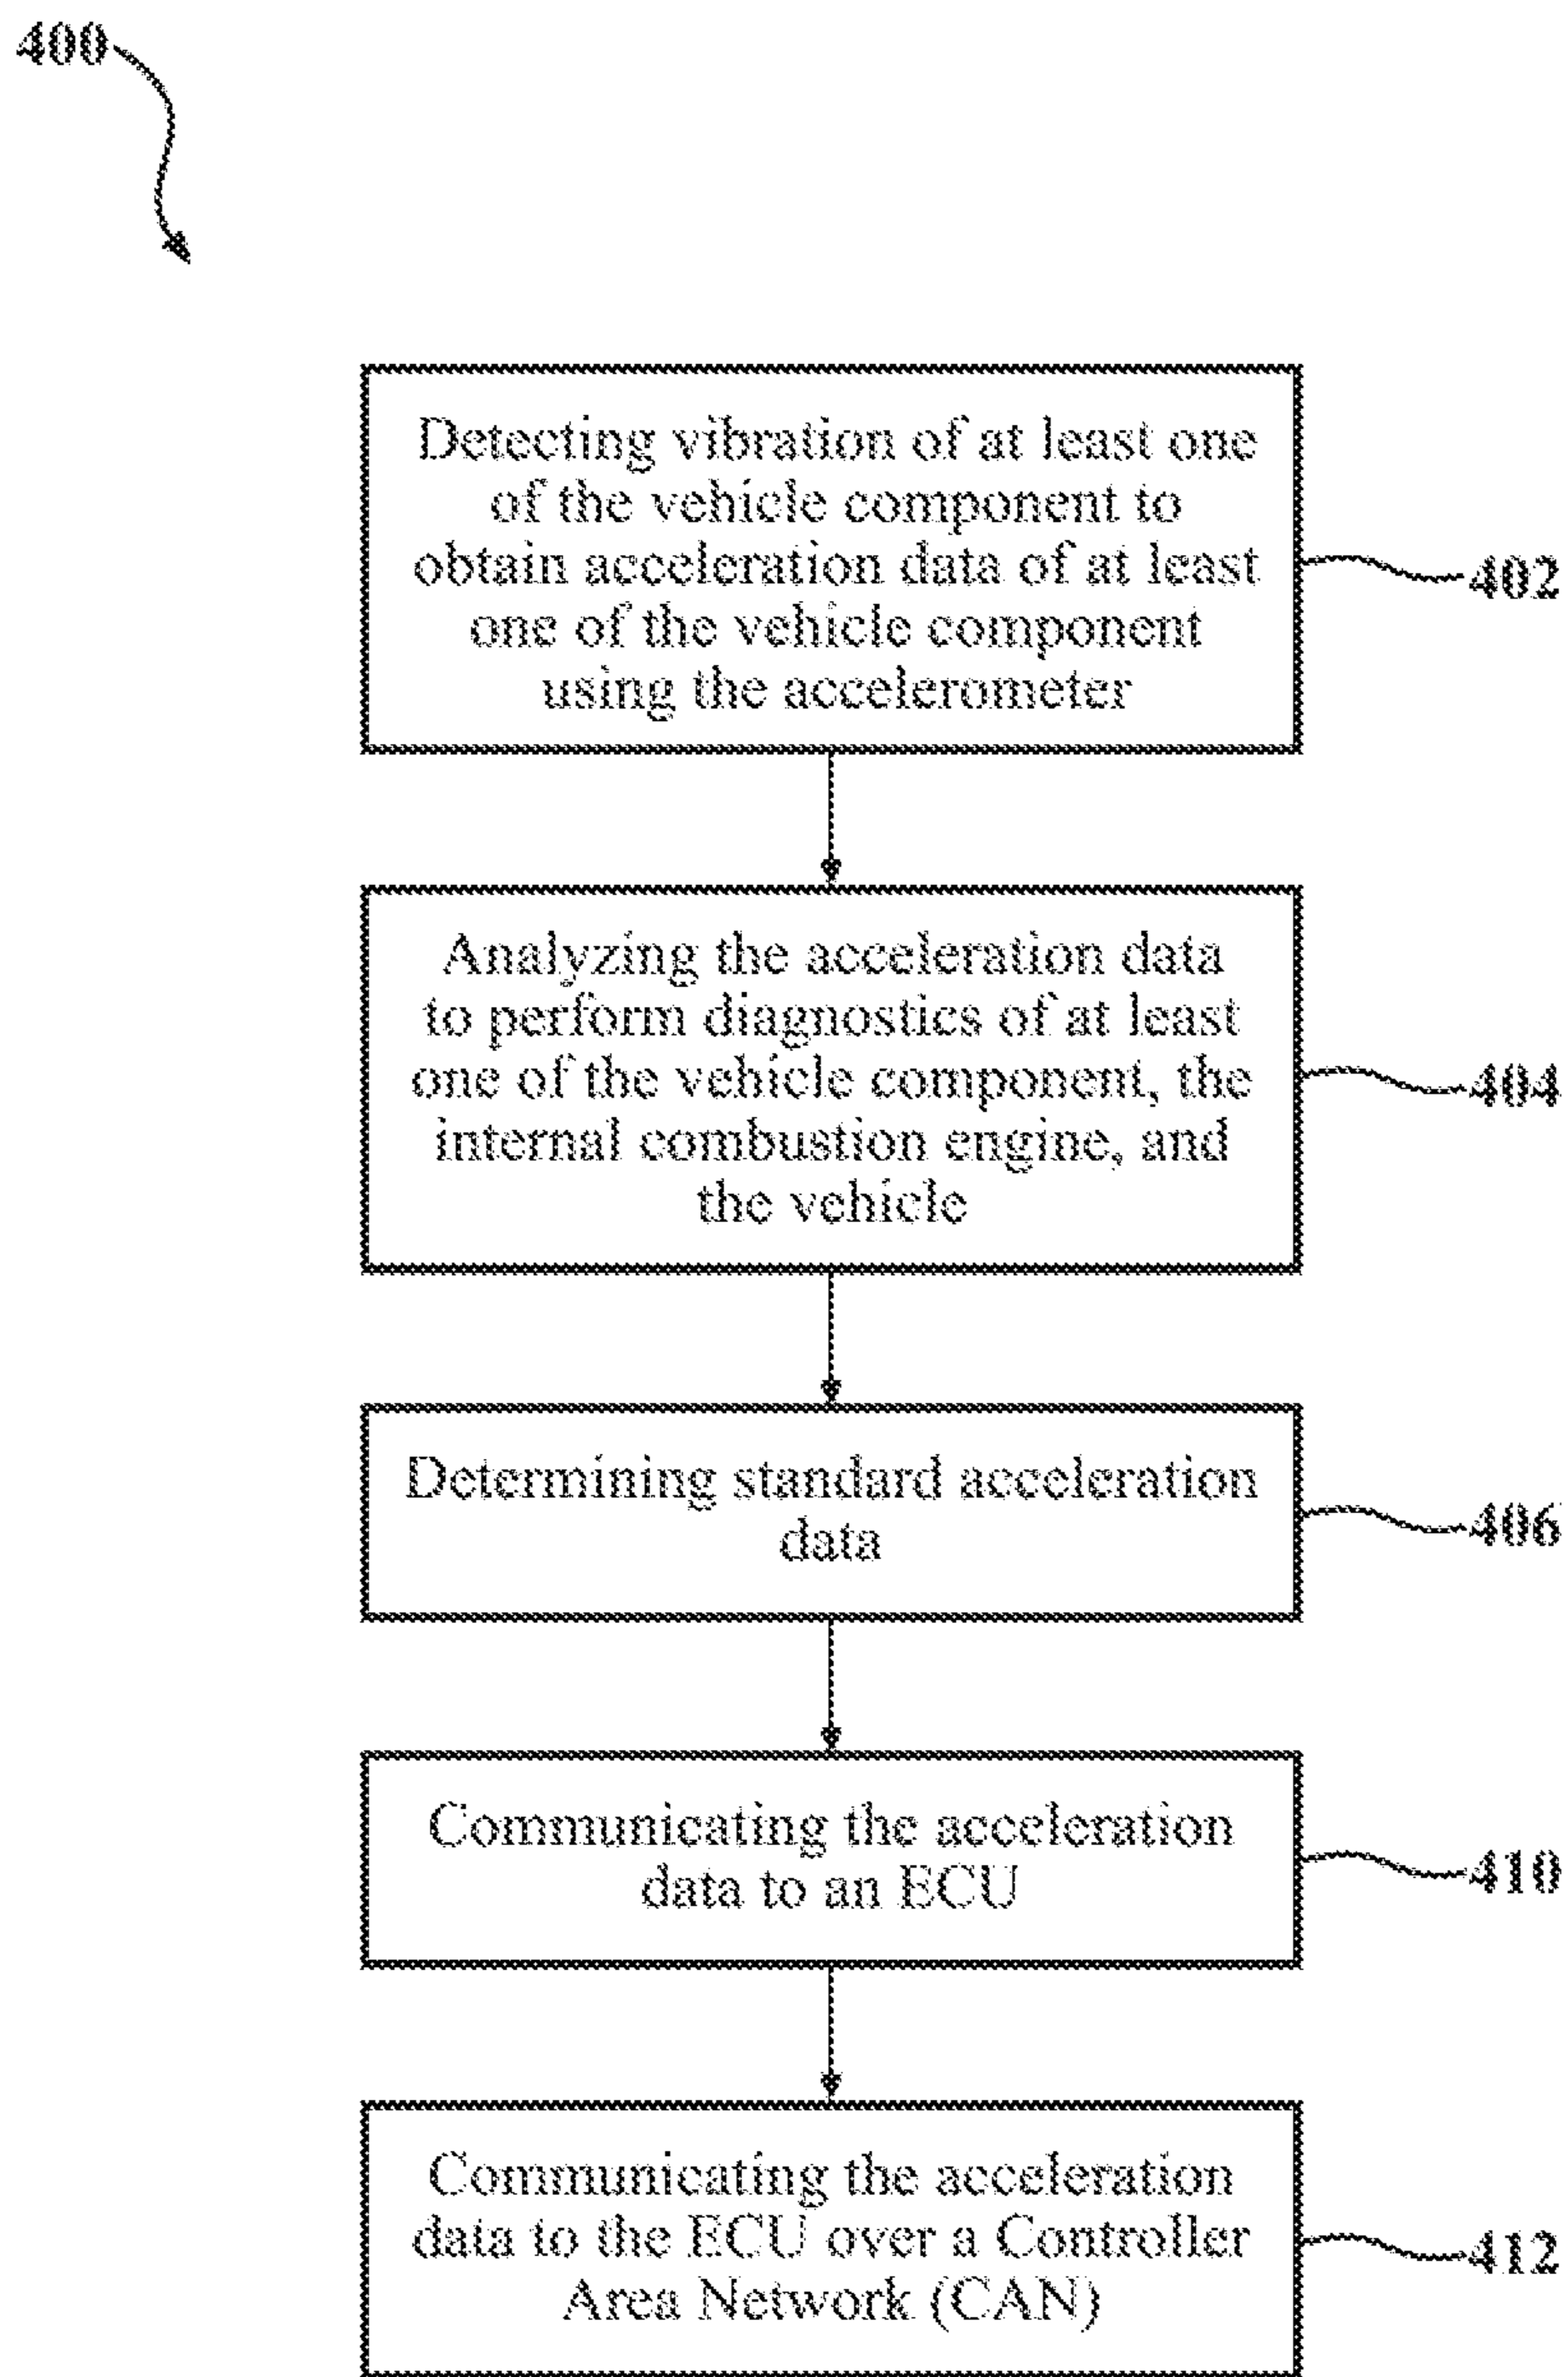 400
Detecting vibration of at least one
of the vehicle component to
obtain acceleration data of at least
one of the vehicle component
using the accelerometer
402
Analyzing the acceleration data
to perform diagnostics of at least
one of the vehicle component, the
internal combustion engine, and
the vehicle
404
Determining standard acceleration
data
406
Communicating the acceleration
data to an ECU
410
Communicating the acceleration
data to the ECU over a Controller
Area Network (CAN)
412